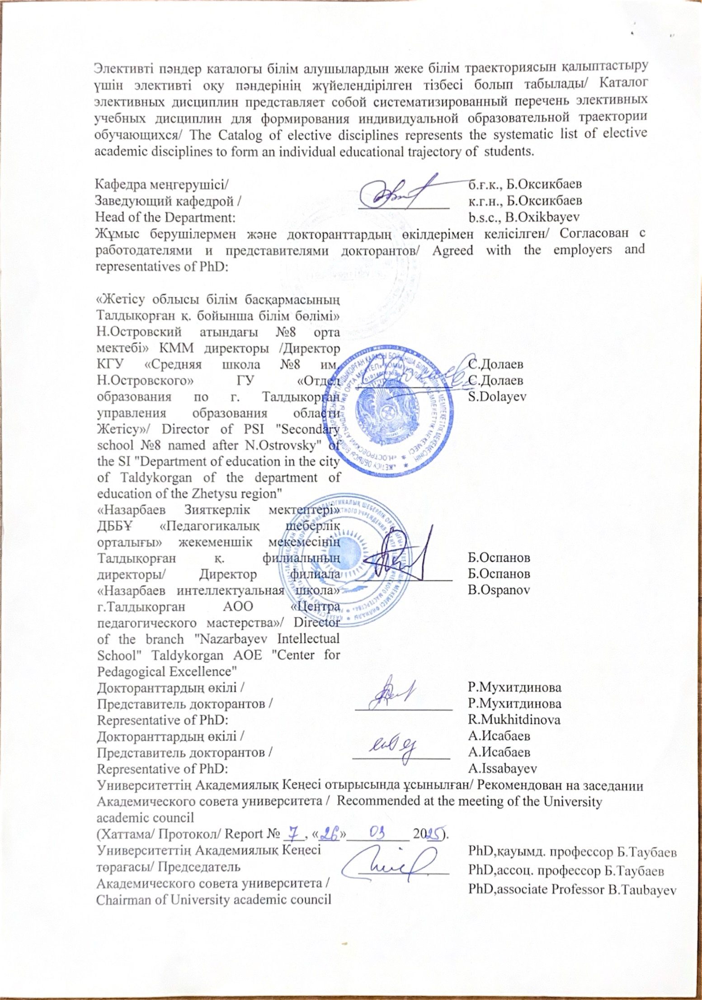 Элективті пәндер каталогы білім алушылардын жеке білім траекториясын қалыптастыру
үшін элективті оқу пәндерінің жүйелендірілген тізбесі болып табылады/ Каталог
элективных дисциплин представляет собой систематизированный перечень элективных
учебных дисциплин для формирования индивидуальной образовательной траектории
обучающихся/ The Catalog of elective disciplines represents the systematic list of elective
academic disciplines to form an individual educational trajectory of students.
Кафедра меңгерушісі/ б.ғ.к., Б.Оксикбаев
Заведующий кафедрой / к.г.н., Б.Оксикбаев
Head of the Department: b.s.c., B.Oxikbayev
Жұмыс берушілермен және докторанттардың өкілдерімен келісілген/ Согласован с
работодателями и представителями докторантов/ Agreed with the employers and
representatives of PhD:
«Жетісу облысы білім басқармасының
Талдықорған қ. бойынша білім бөлімі»
Н.Островский атындағы №8 орта
мектебі» КММ директоры /Директор
КГУ «Средняя школа №8 им. С.Долаев
Н.Островского» ГУ «Отдел С.Долаев
образования по г. Талдыкорган S.Dolayev
управления образования области
Жетісу»/ Director of PSI "Secondary
school №8 named after N.Ostrovsky" of
the SI "Department of education in the city
of Taldykorgan of the department of
education of the Zhetysu region"
«Назарбаев Зияткерлік мектептері»
ДББҰ «Педагогикалық шеберлік
орталығы» жекеменшік мекемесінің
Талдықорған қ. филиалының Б.Оспанов
директоры/ Директор филиала Б.Оспанов
«Назарбаев интеллектуальная школа» B.Ospanov
г.Талдыкорган АОО «Центра
педагогического мастерства»/ Director
of the branch "Nazarbayev Intellectual
School" Taldykorgan AOE "Center for
Pedagogical Excellence"
Докторанттардың өкілі / Р.Мухитдинова
Представитель докторантов / Р.Мухитдинова
Representative of PhD: R.Mukhitdinova
Докторанттардың өкілі / А.Исабаев
Представитель докторантов / А.Исабаев
Representative of PhD: A.Issabayev
Университеттің Академиялық Кеңесі отырысында ұсынылған/ Рекомендован на заседании
Академического совета университета / Recommended at the meeting of the University
academic council
(Хаттама/ Протокол/ Report № 7, «26» 03 2025).
Университеттің Академиялық Кеңесі PhD,қауымд. профессор Б.Таубаев
төрағасы/ Председатель PhD,ассоц. профессор Б.Таубаев
Академического совета университета / PhD,associate Professor B.Taubayev
Chairman of University academic council